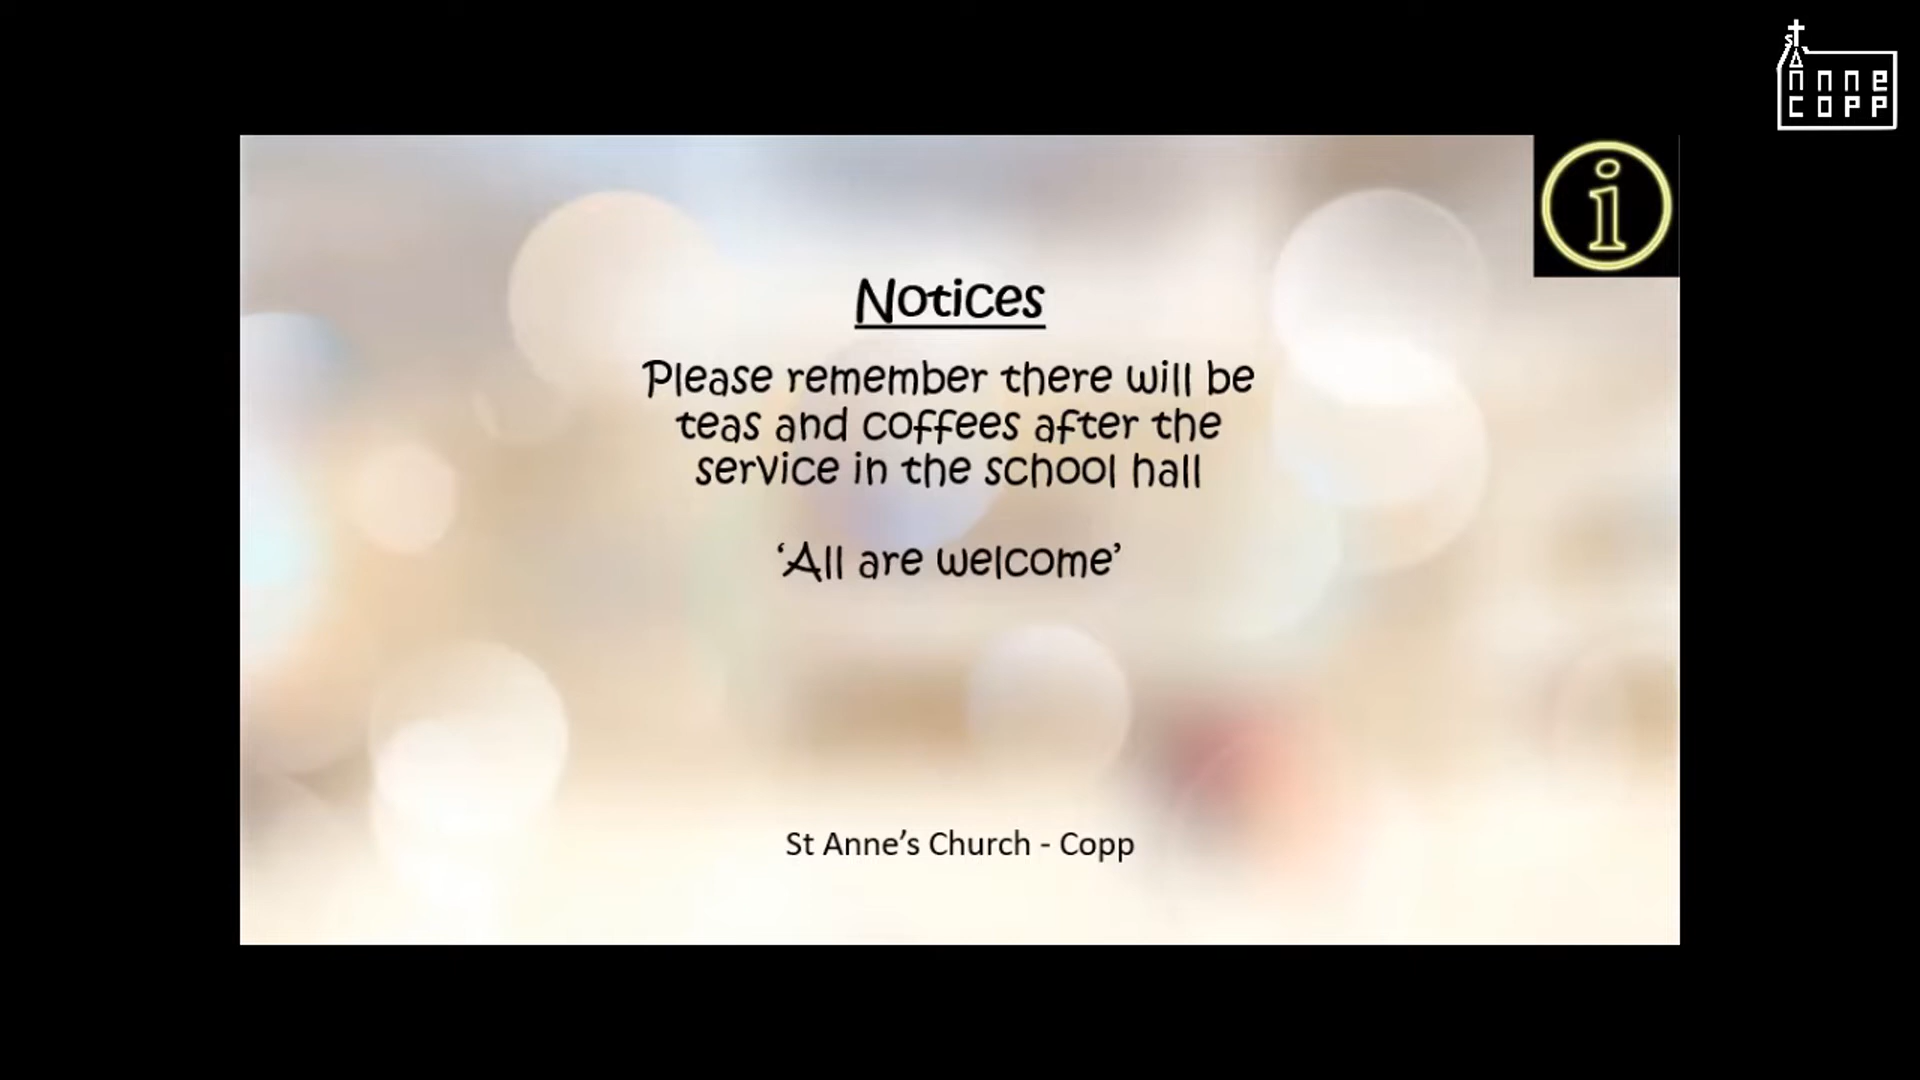 St
Anne
COPP
i
Notices
Please remember there will be
teas and coffees after the
service in the school hall
‘All are welcome’
St Anne’s Church - Copp